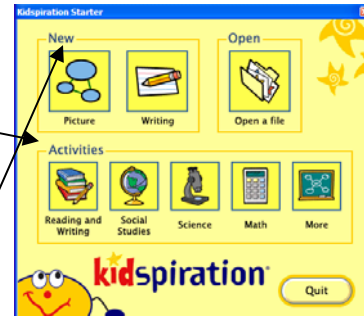 Kidspiration Starter
New
Open
Picture
Writing
Open a file
Activities
Reading and
Writing
Social
Studies
Science
Math
More
kidspiration
Quit